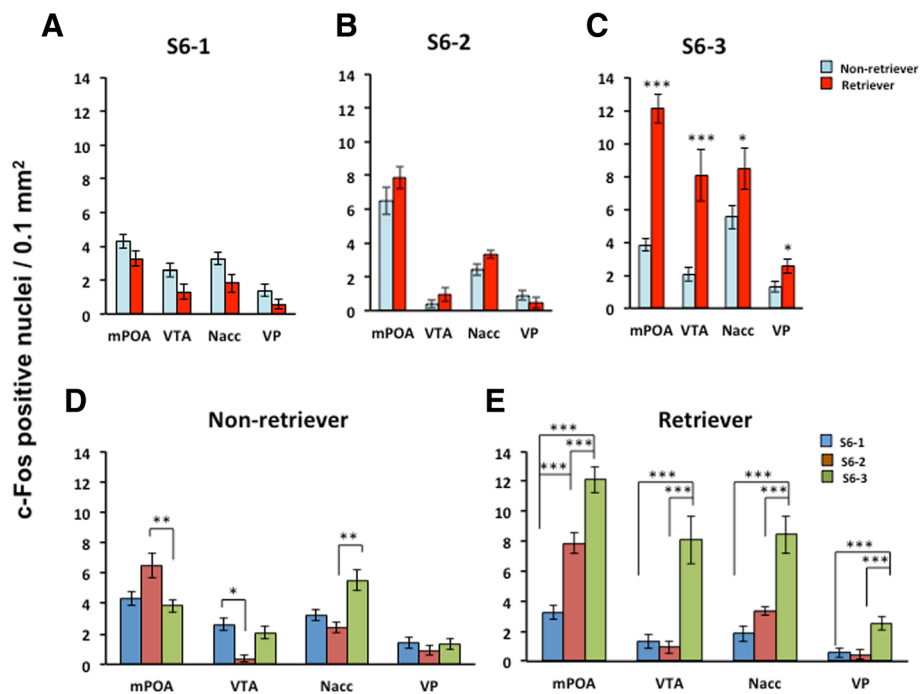 A
S6-1
B
S6-2
C
S6-3
Non-retriever
Retriever
c-Fos positive nuclei / 0.1 mm²
14
12
10
8
6
4
2
0
mPOA VTA Nacc VP
14
12
10
8
6
4
2
0
mPOA VTA Nacc VP
14
12
10
8
6
4
2
0
*** *** * *
mPOA VTA Nacc VP
D
Non-retriever
14
12
10
8
6
4
2
0
** * **
mPOA VTA Nacc VP
E
Retriever
S6-1
S6-2
S6-3
14
12
10
8
6
4
2
0
*** *** ***
*** ***
*** ***
*** ***
mPOA VTA Nacc VP